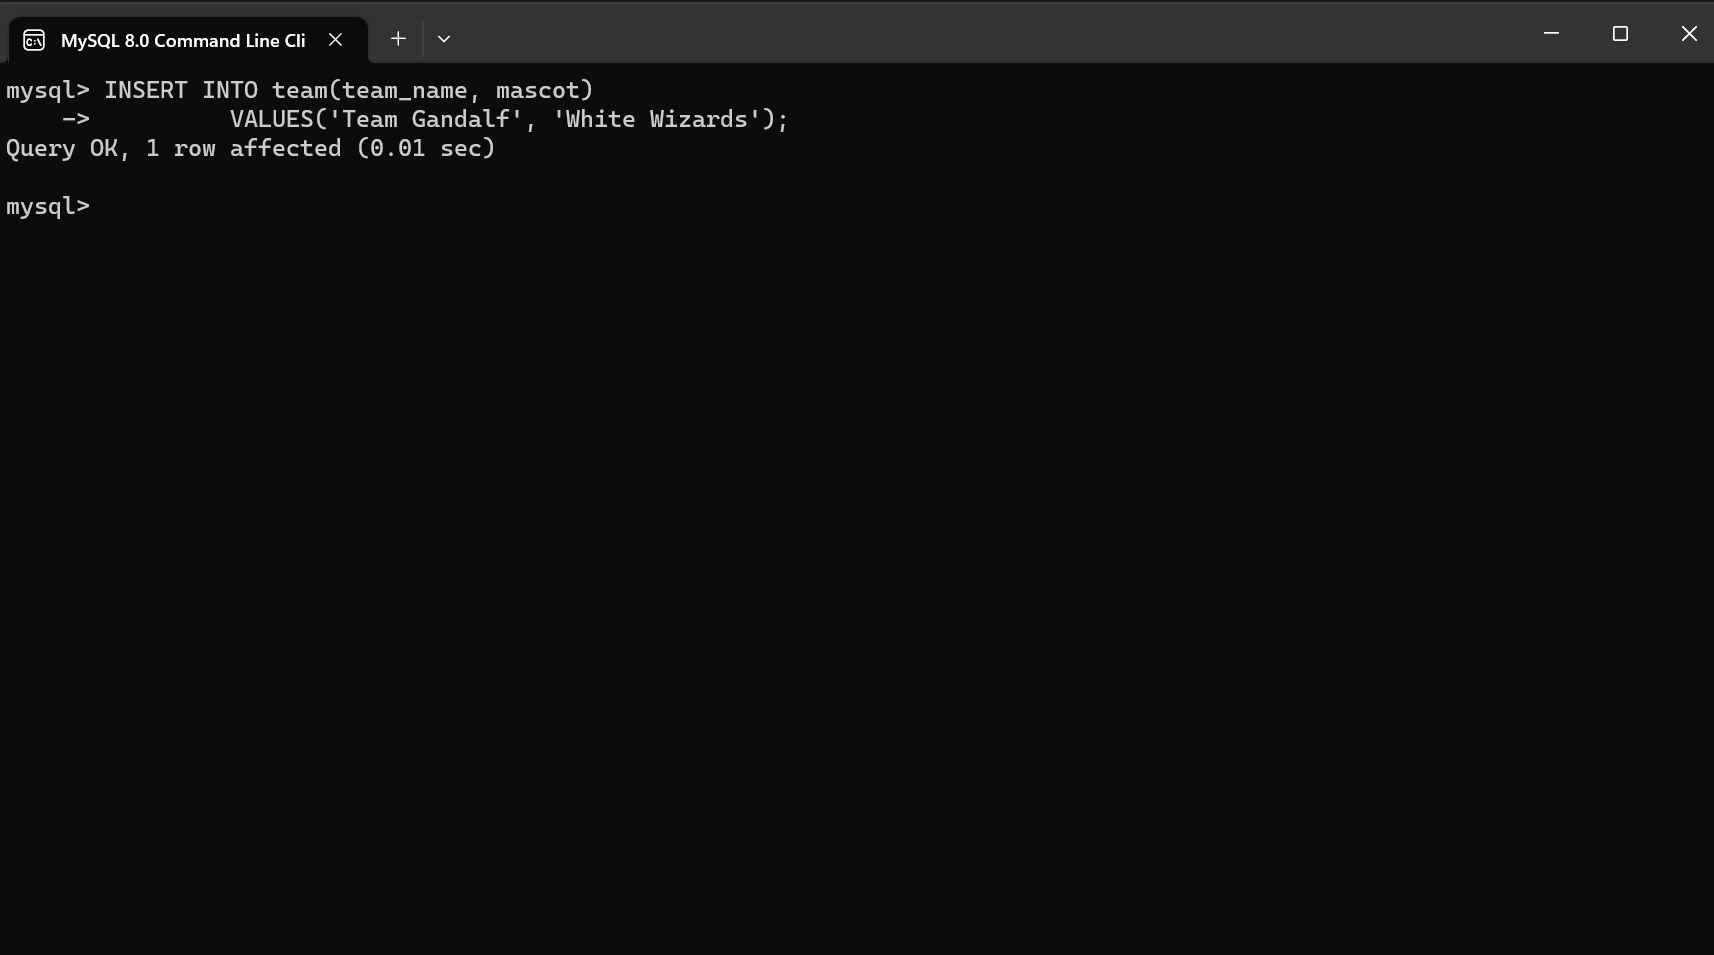 MySQL 8.0 Command Line Cli
mysql> INSERT INTO team(team_name, mascot)
    ->          VALUES('Team Gandalf', 'White Wizards');
Query OK, 1 row affected (0.01 sec)
mysql>